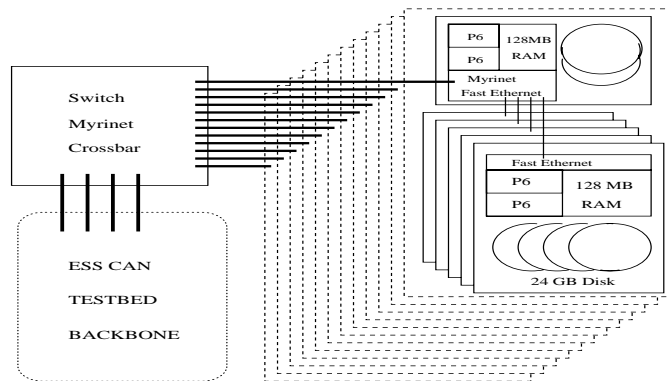 Switch
Myrinet
Crossbar
ESS CAN
TESTBED
BACKBONE
P6
P6
128MB
RAM
Myrinet
Fast Ethernet
Fast Ethernet
P6
P6
128 MB
RAM
24 GB Disk